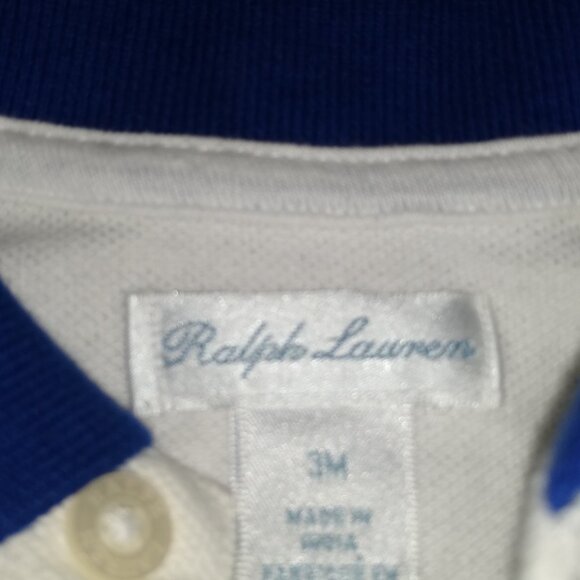 Ralph Lauren
3M
MADE IN
INDIA